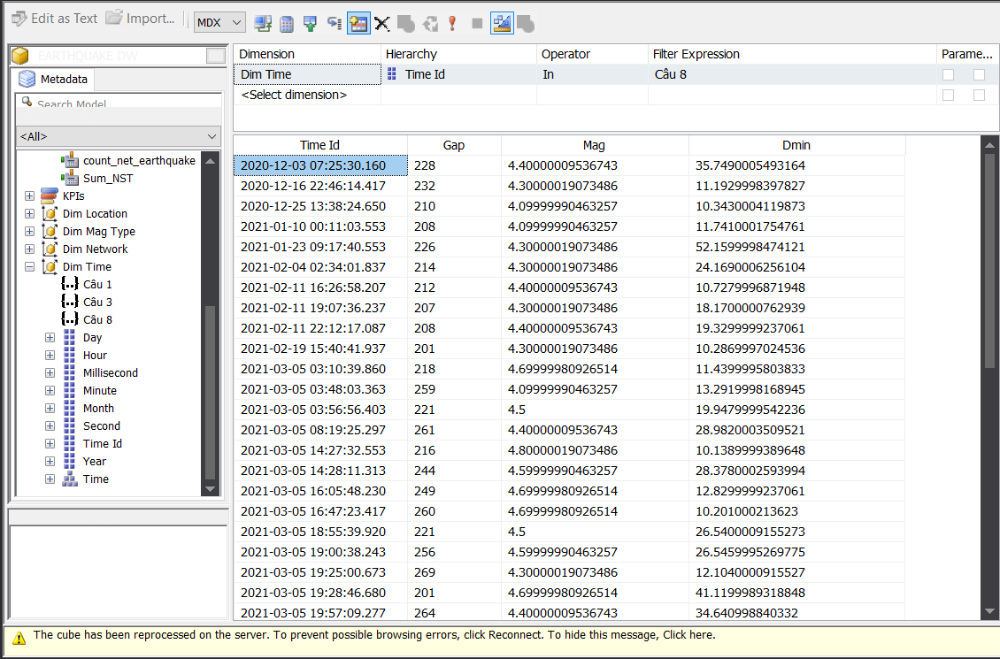 Edit as Text Import... MDX
EARTHQUAKE DW
Metadata
Search Model
<All>
count_net_earthquake
Sum_NST
KPIs
Dim Location
Dim Mag Type
Dim Network
Dim Time
Câu 1
Câu 3
Câu 8
Day
Hour
Millisecond
Minute
Month
Second
Time Id
Year
Time
Dimension Hierarchy Operator Filter Expression Parame...
Dim Time Time Id In Câu 8
<Select dimension>
Time Id Gap Mag Dmin
2020-12-03 07:25:30.160 228 4.40000009536743 35.7490005493164
2020-12-16 22:46:14.417 232 4.30000019073486 11.1929998397827
2020-12-25 13:38:24.650 210 4.09999990463257 10.3430004119873
2021-01-10 00:11:03.553 208 4.09999990463257 11.7410001754761
2021-01-23 09:17:40.553 226 4.30000019073486 52.1599998474121
2021-02-04 02:34:01.837 214 4.30000019073486 24.1690006256104
2021-02-11 16:26:58.207 212 4.40000009536743 10.7279996871948
2021-02-11 19:07:36.237 207 4.30000019073486 18.1700000762939
2021-02-11 22:12:17.087 208 4.40000009536743 19.3299999237061
2021-02-19 15:40:41.937 201 4.30000019073486 10.2869997024536
2021-03-05 03:10:39.860 218 4.69999980926514 11.4399995803833
2021-03-05 03:48:03.363 259 4.09999990463257 13.2919998168945
2021-03-05 03:56:56.403 221 4.5 19.9479999542236
2021-03-05 08:19:25.297 261 4.40000009536743 28.9820003509521
2021-03-05 14:27:32.553 216 4.80000019073486 10.1389999389648
2021-03-05 14:28:11.313 244 4.59999990463257 28.3780002593994
2021-03-05 16:05:48.230 249 4.69999980926514 12.8299999237061
2021-03-05 16:47:23.417 260 4.69999980926514 10.201000213623
2021-03-05 18:55:39.920 221 4.5 26.5400009155273
2021-03-05 19:00:38.243 256 4.59999990463257 26.5459995269775
2021-03-05 19:25:00.673 269 4.30000019073486 12.1040000915527
2021-03-05 19:28:46.680 201 4.69999980926514 41.1199989318848
2021-03-05 19:57:09.277 264 4.40000009536743 34.640998840332
The cube has been reprocessed on the server. To prevent possible browsing errors, click Reconnect. To hide this message, Click here.